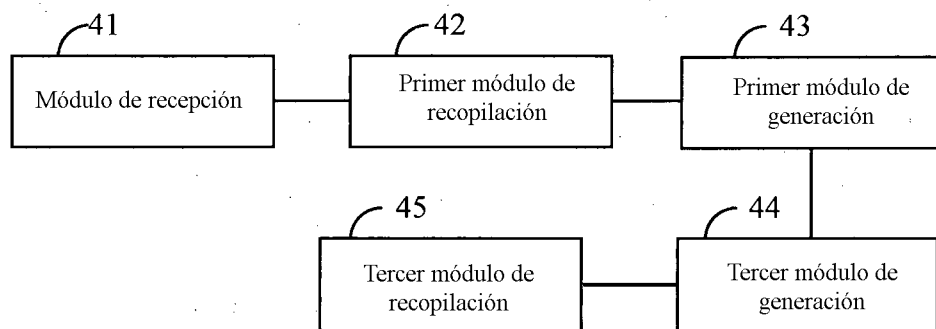 41
42
43
Módulo de recepción
Primer módulo de
recopilación
Primer módulo de
generación
45
44
Tercer módulo de
recopilación
Tercer módulo de
generación